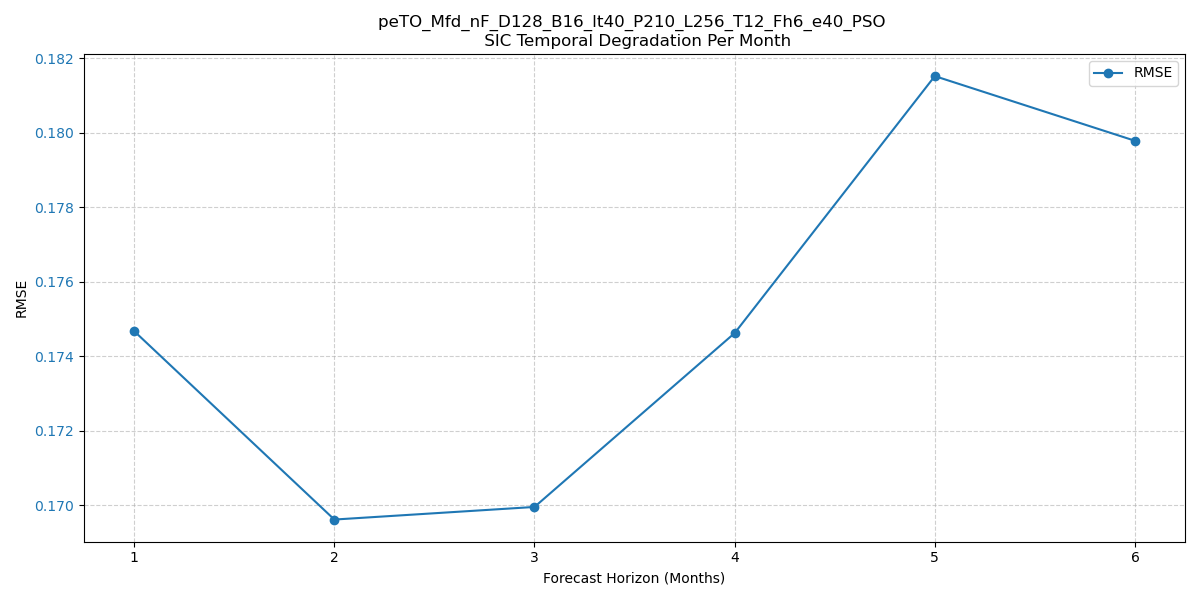 peTO_Mfd_nF_D128_B16_lt40_P210_L256_T12_Fh6_e40_PSO
SIC Temporal Degradation Per Month
RMSE
0.182
0.180
0.178
0.176
0.174
0.172
0.170
RMSE
1 2 3 4 5 6
Forecast Horizon (Months)